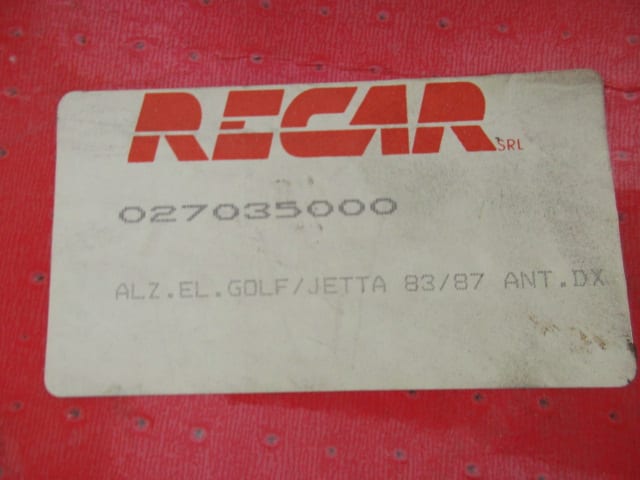 RECAR SRL
027035000
ALZ.EL.GOLF/JETTA 83/87 ANT.DX